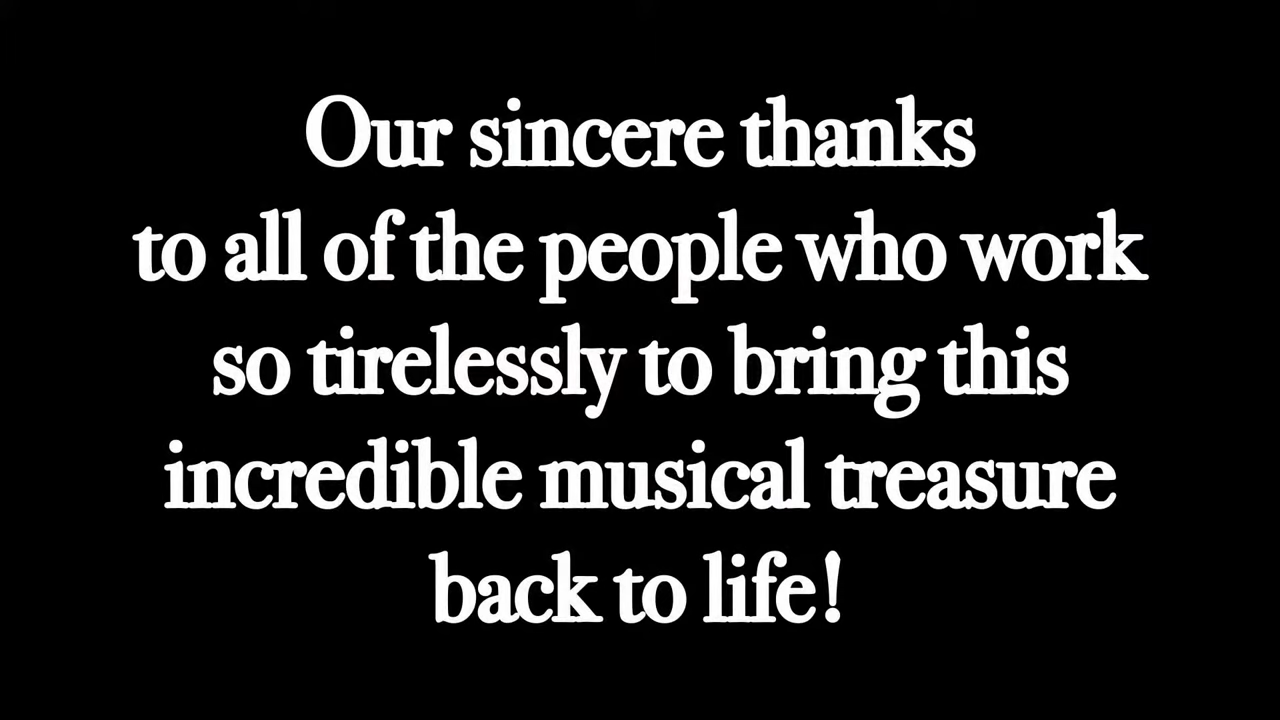 Our sincere thanks
to all of the people who work
so tirelessly to bring this
incredible musical treasure
back to life!